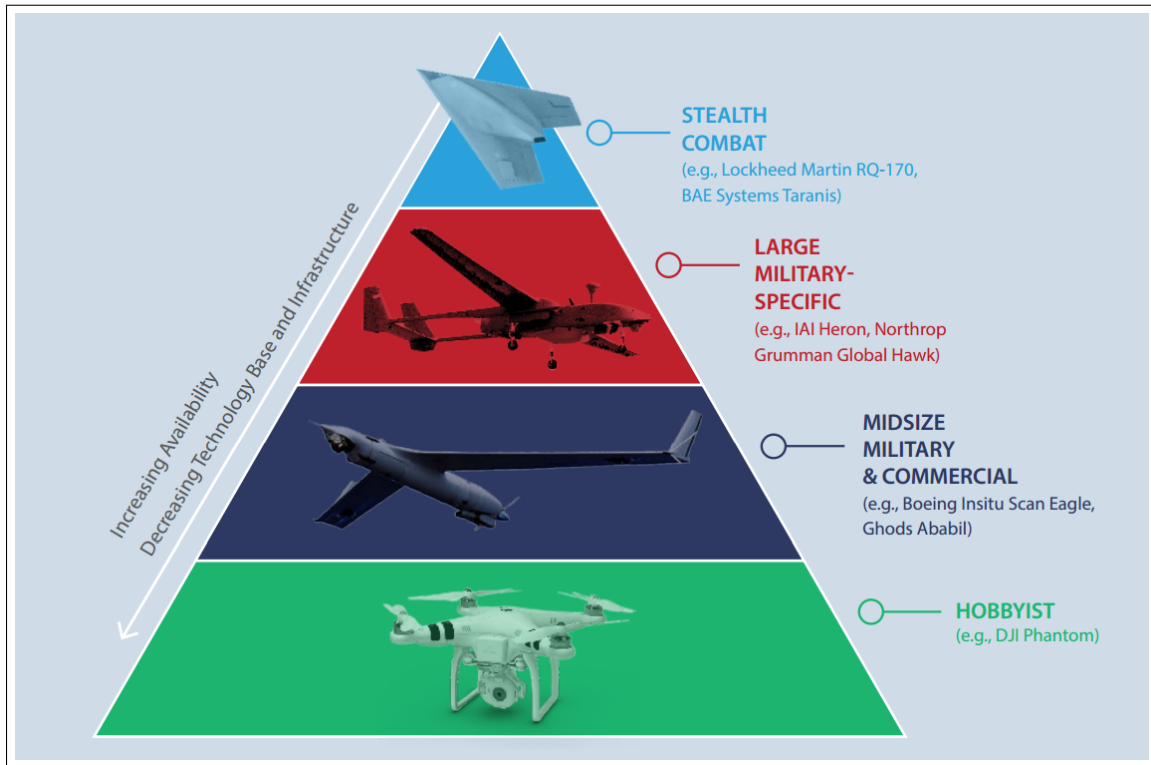 STEALTH
COMBAT
(e.g., Lockheed Martin RQ-170,
BAE Systems Taranis)
LARGE
MILITARY-
SPECIFIC
(e.g., IAI Heron, Northrop
Grumman Global Hawk)
MIDSIZE
MILITARY
& COMMERCIAL
(e.g., Boeing Insitu Scan Eagle,
Ghods Ababil)
HOBBYIST
(e.g., DJI Phantom)
Increasing Availability
Decreasing Technology Base and Infrastructure